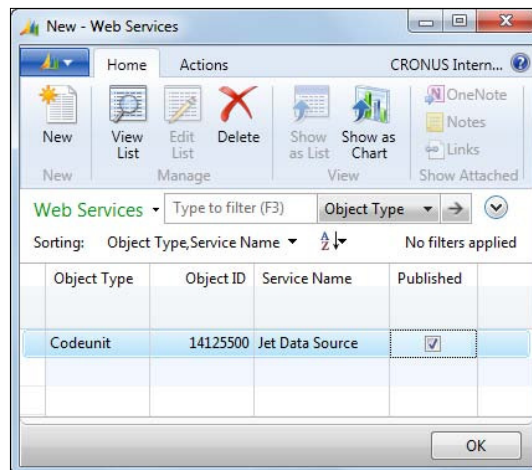 New - Web Services
Home
Actions
CRONUS Intern...
New
View List
Edit List
Delete
Show as List
Show as Chart
OneNote
Notes
Links
New
Manage
View
Show Attached
Web Services
Type to filter (F3)
Object Type
Sorting:
Object Type,Service Name
No filters applied
Object Type
Object ID
Service Name
Published
Codeunit
14125500
Jet Data Source
OK